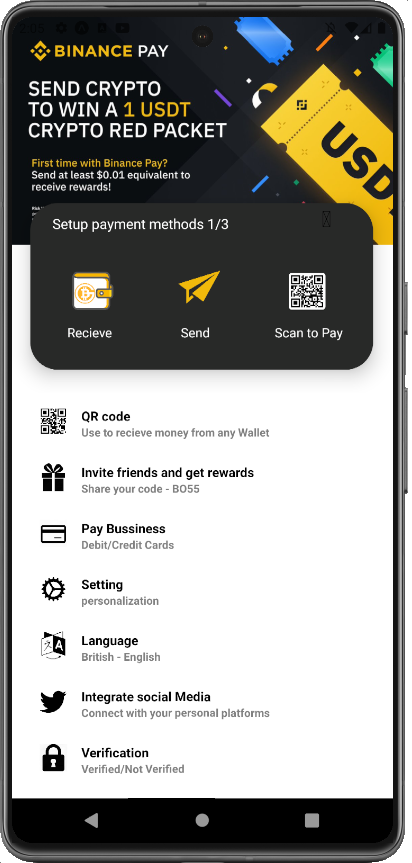 BINANCE PAY
SEND CRYPTO
TO WIN A 1 USDT
CRYPTO RED PACKET
USDT
First time with Binance Pay?
Send at least $0.01 equivalent to
receive rewards!
Setup payment methods 1/3
Recieve
Send
Scan to Pay
QR code
Use to recieve money from any Wallet
Invite friends and get rewards
Share your code - BO55
Pay Bussiness
Debit/Credit Cards
Setting
personalization
Language
British - English
Integrate social Media
Connect with your personal platforms
Verification
Verified/Not Verified